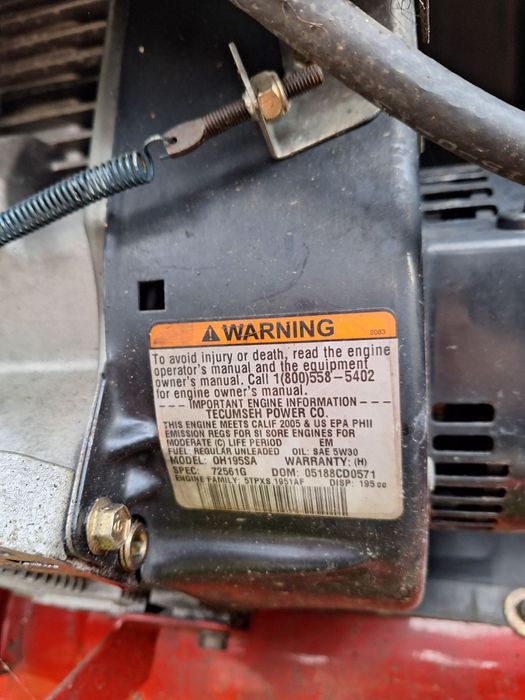 WARNING 2083
To avoid injury or death, read the engine
operator's manual and the equipment
owner's manual. Call 1(800)558-5402
for engine owner's manual.
--- IMPORTANT ENGINE INFORMATION ---
TECUMSEH POWER CO.
THIS ENGINE MEETS CALIF 2005 & US EPA PHII
EMISSION REGS FOR SI SORE ENGINES FOR
MODERATE (C) LIFE PERIOD EM
FUEL: REGULAR UNLEADED OIL: SAE 5W30
MODEL: OH195SA WARRANTY: (H)
SPEC: 72561G DOM: 05188CD0571
ENGINE FAMILY: 5TPXS.1951AF DISP: 195 cc